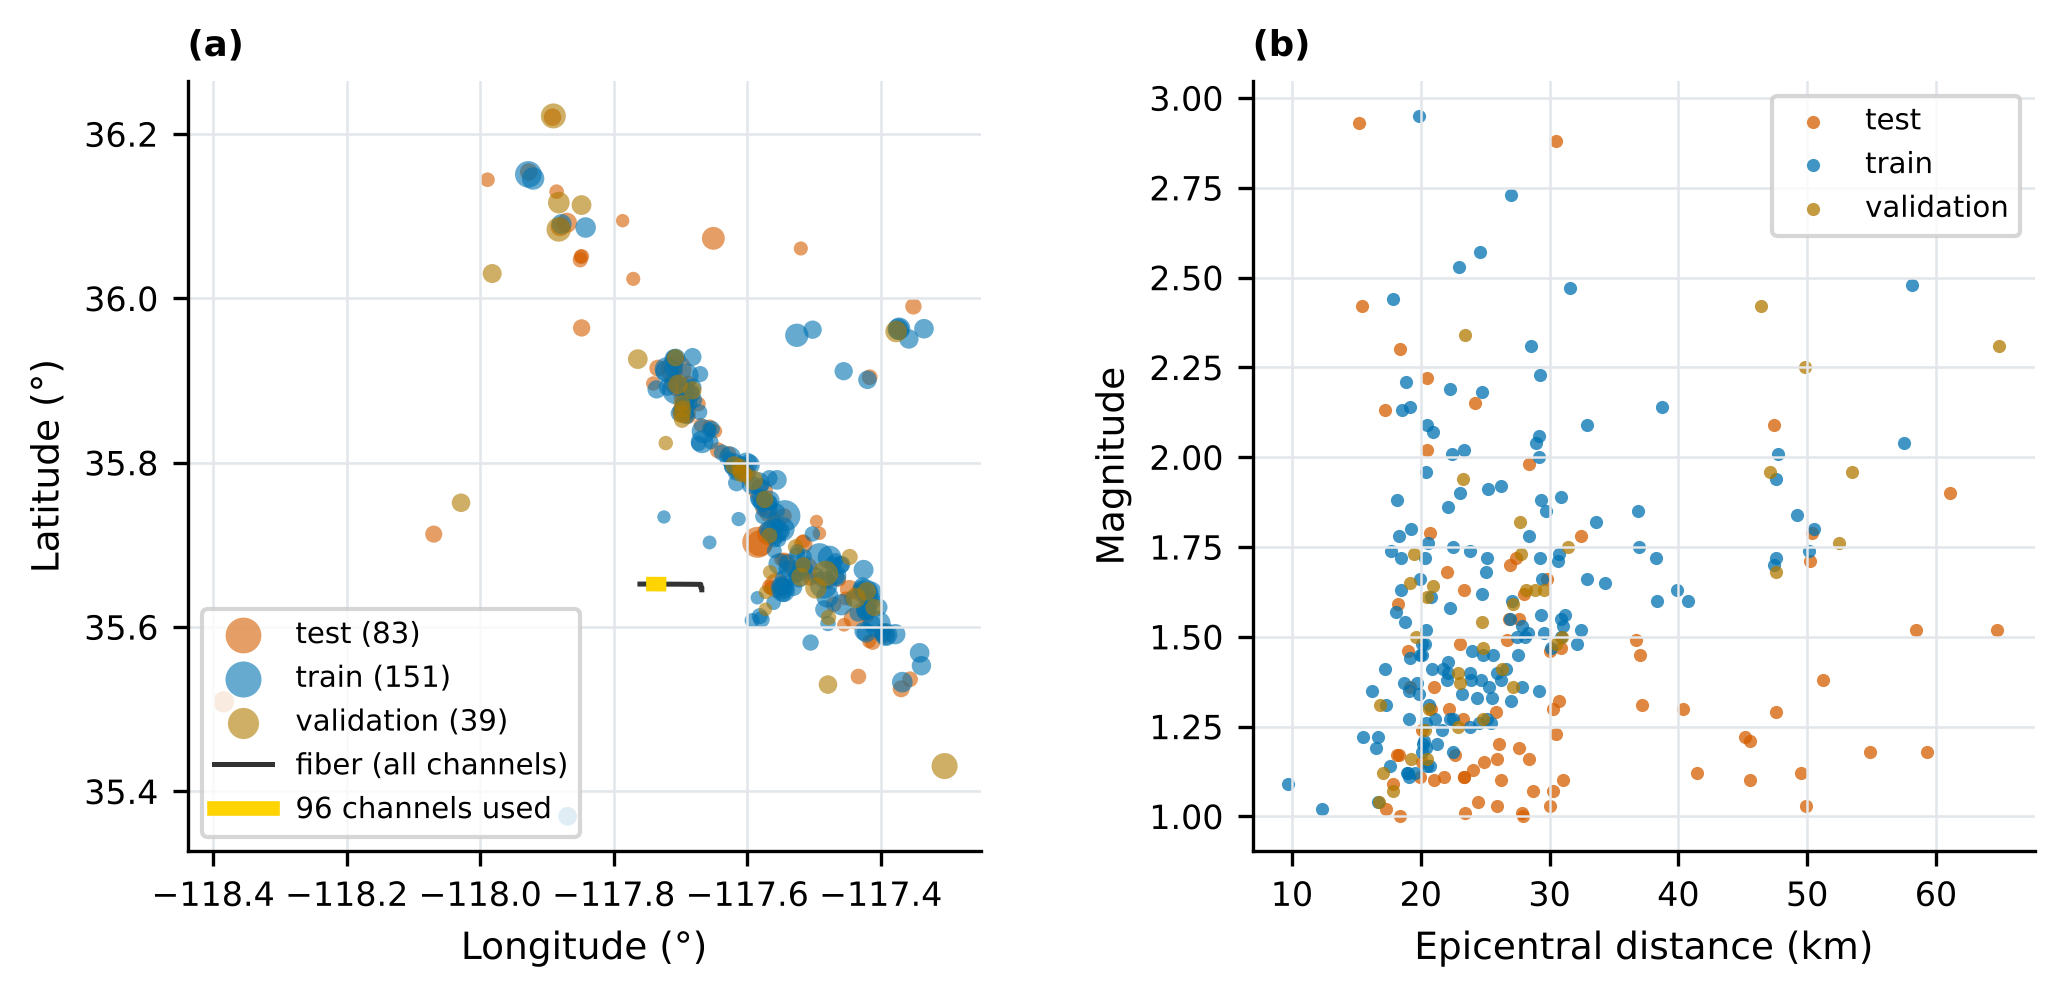 (a)
36.2
36.0
35.8
35.6
35.4
Latitude (°)
test (83)
train (151)
validation (39)
fiber (all channels)
96 channels used
−118.4 −118.2 −118.0 −117.8 −117.6 −117.4
Longitude (°)
(b)
3.00
2.75
2.50
2.25
2.00
1.75
1.50
1.25
1.00
Magnitude
test
train
validation
10 20 30 40 50 60
Epicentral distance (km)